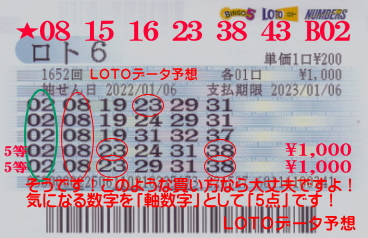 BINGO5 LOTO NUMBERS
★08 15 16 23 38 43 B02
ロト6
単価1口¥200
1652回 LOTOデータ予想 各01口 ¥1,000
抽せん日 2022/01/06 支払期限 2023/01/06
02 08 19 23 29 31
02 08 19 24 29 31
02 08 19 31 32 37
5等 02 08 23 24 31 38 ¥1,000
5等 02 08 23 29 31 38 ¥1,000
そうです！このような買い方なら大丈夫ですよ！
気になる数字を「軸数字」として「5点」です！
LOTOデータ予想